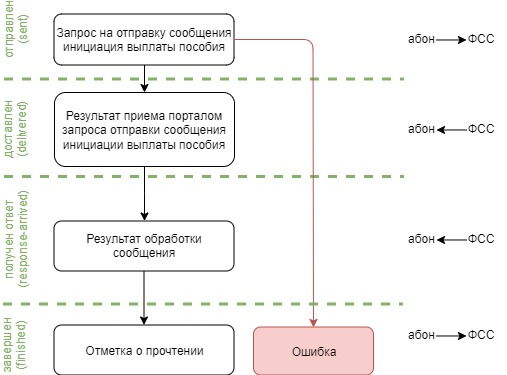 отправлен
(sent)
Запрос на отправку сообщения
инициация выплаты пособия
абон
ФСС
доставлен
(delivered)
Результат приема порталом
запроса отправки сообщения
инициации выплаты пособия
абон
ФСС
получен ответ
(response-arrived)
Результат обработки
сообщения
абон
ФСС
завершен
(finished)
Отметка о прочтении
Ошибка
абон
ФСС